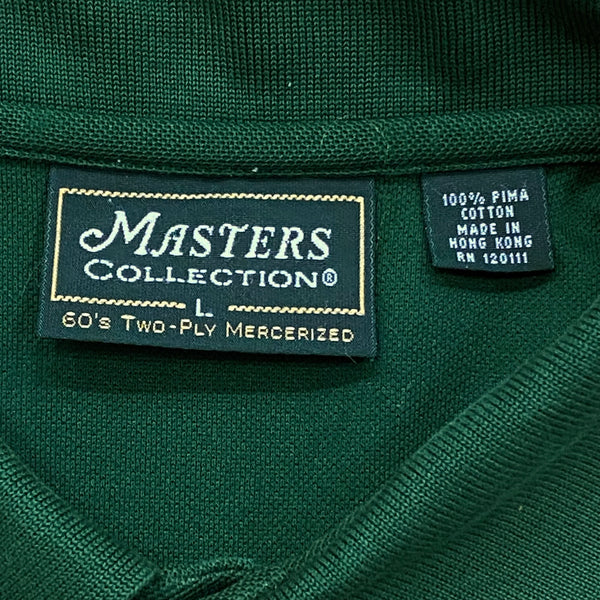 MASTERS
COLLECTION®
L
60's TWO-PLY MERCERIZED
100% PIMA
COTTON
MADE IN
HONG KONG
RN 120111